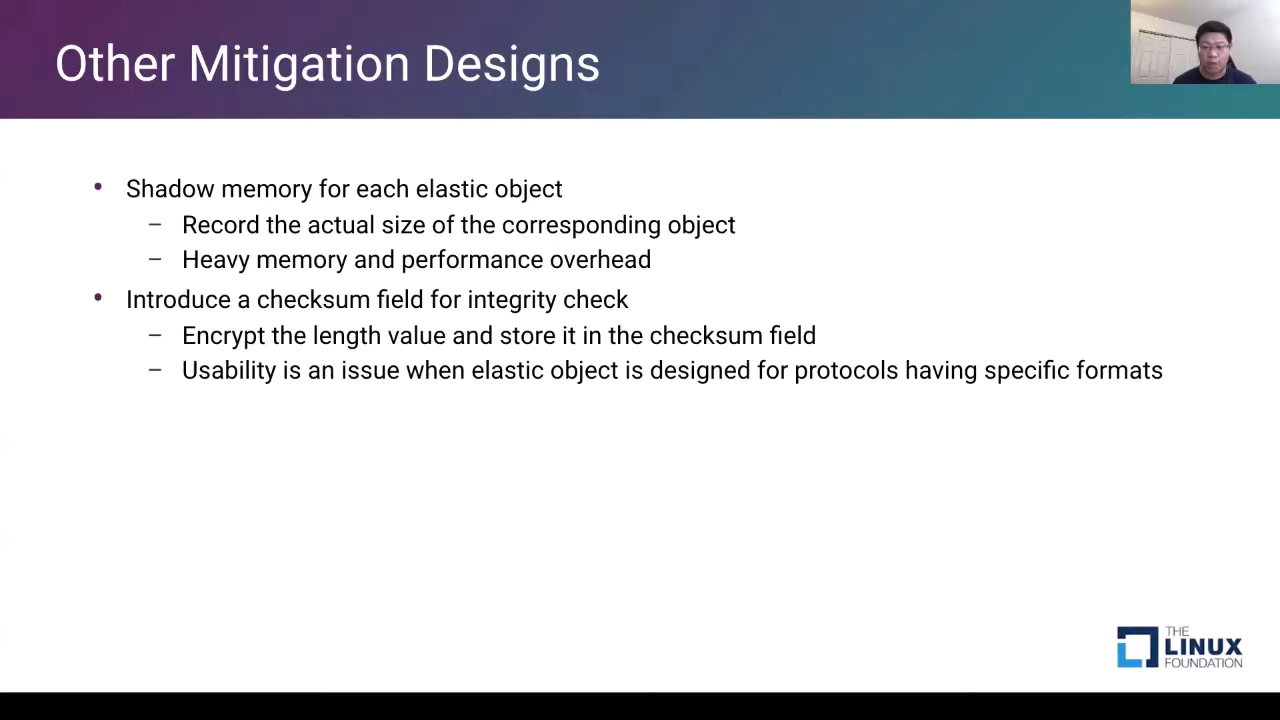 Other Mitigation Designs
• Shadow memory for each elastic object
– Record the actual size of the corresponding object
– Heavy memory and performance overhead
• Introduce a checksum field for integrity check
– Encrypt the length value and store it in the checksum field
– Usability is an issue when elastic object is designed for protocols having specific formats
THE
LINUX
FOUNDATION